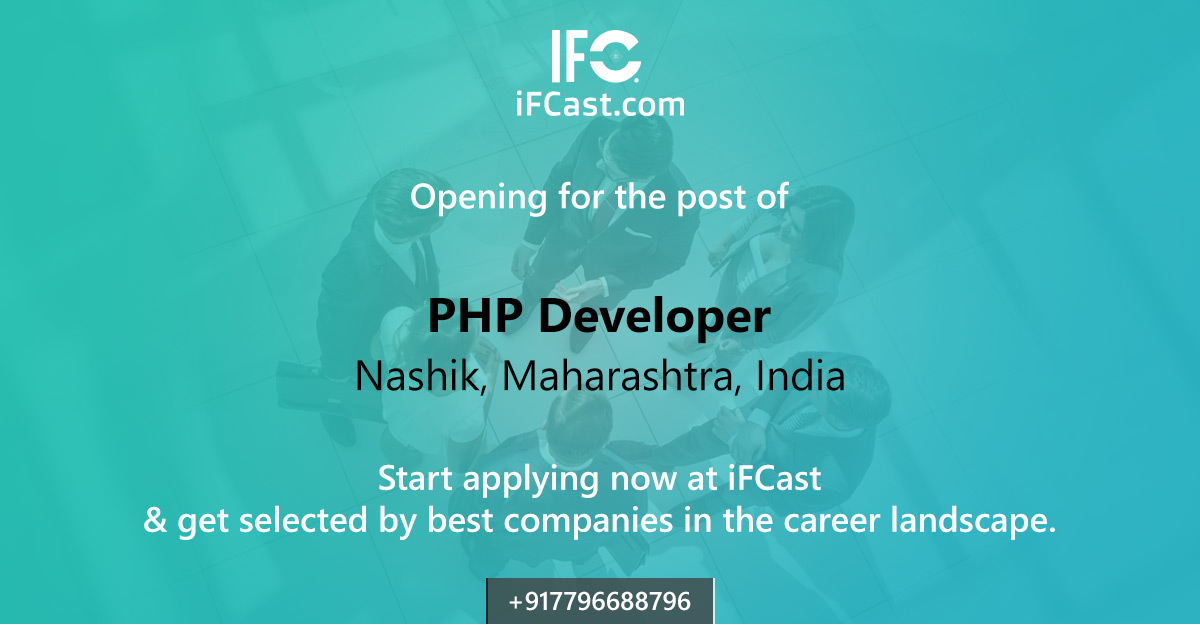 IFC
iFCast.com
Opening for the post of
PHP Developer
Nashik, Maharashtra, India
Start applying now at iFCast
& get selected by best companies in the career landscape.
+917796688796